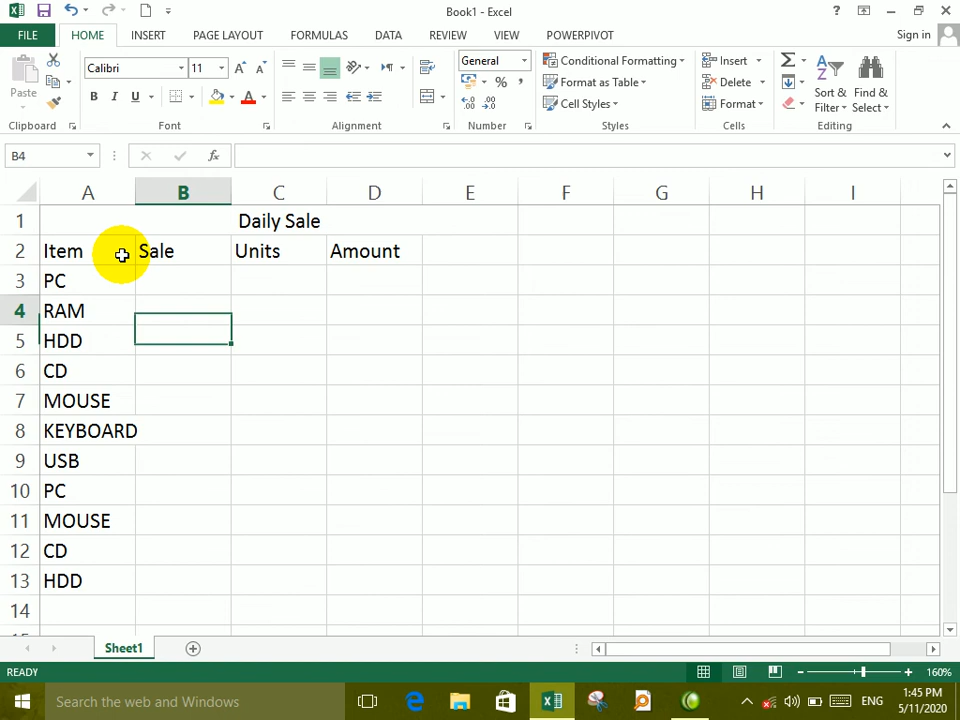 Book1 - Excel
FILE HOME INSERT PAGE LAYOUT FORMULAS DATA REVIEW VIEW POWERPIVOT Sign in
Paste
Calibri 11
B I U A
General
% ,
Conditional Formatting
Format as Table
Cell Styles
Insert
Delete
Format
Sort & Filter
Find & Select
Clipboard Font Alignment Number Styles Cells Editing
B4 fx
A B C D E F G H I
1 Daily Sale
2 Item Sale Units Amount
3 PC
4 RAM
5 HDD
6 CD
7 MOUSE
8 KEYBOARD
9 USB
10 PC
11 MOUSE
12 CD
13 HDD
14
Sheet1
READY 160%
Search the web and Windows
ENG
1:45 PM
5/11/2020